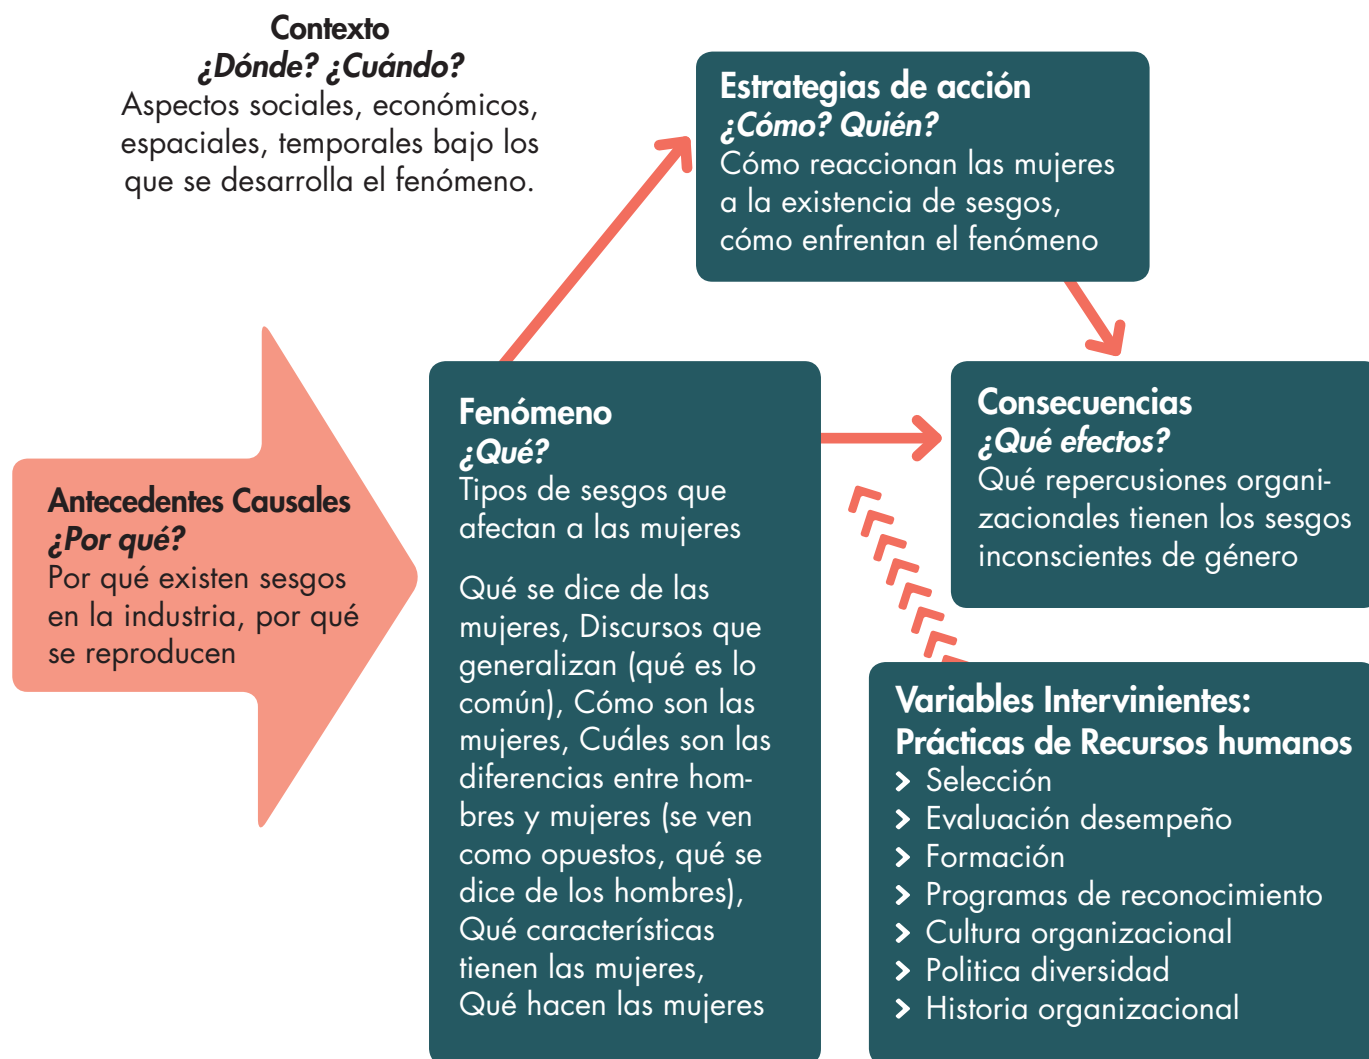 Contexto
¿Dónde? ¿Cuándo?
Aspectos sociales, económicos,
espaciales, temporales bajo los
que se desarrolla el fenómeno.
Estrategias de acción
¿Cómo? Quién?
Cómo reaccionan las mujeres
a la existencia de sesgos,
cómo enfrentan el fenómeno
Antecedentes Causales
¿Por qué?
Por qué existen sesgos
en la industria, por qué
se reproducen
Fenómeno
¿Qué?
Tipos de sesgos que
afectan a las mujeres
Qué se dice de las
mujeres, Discursos que
generalizan (qué es lo
común), Cómo son las
mujeres, Cuáles son las
diferencias entre hom-
bres y mujeres (se ven
como opuestos, qué se
dice de los hombres),
Qué características
tienen las mujeres,
Qué hacen las mujeres
Consecuencias
¿Qué efectos?
Qué repercusiones organi-
zacionales tienen los sesgos
inconscientes de género
Variables Intervinientes:
Prácticas de Recursos humanos
> Selección
> Evaluación desempeño
> Formación
> Programas de reconocimiento
> Cultura organizacional
> Politica diversidad
> Historia organizacional